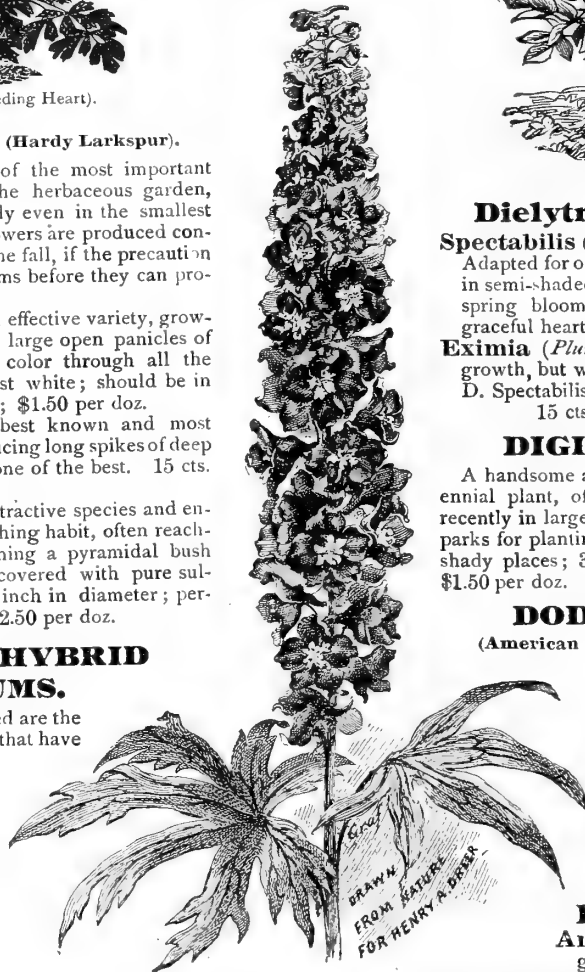 ding Heart).
(Hardy Larkspur).
of the most important
he herbaceous garden,
ly even in the smallest
wers are produced con-
he fall, if the precaution
ms before they can pro-
effective variety, grow-
large open panicles of
color through all the
st white; should be in
; $1.50 per doz.
best known and most
cing long spikes of deep
one of the best. 15 cts.
tractive species and en-
hing habit, often reach-
ning a pyramidal bush
covered with pure sul-
inch in diameter; per-
2.50 per doz.
HYBRID
UMS.
ed are the
that have
Graf
DRAWN
FROM NATURE
FOR HENRY A DREER
Dielytr
Spectabilis (
Adapted for o
in semi-shade
spring bloom
graceful heart
Eximia (Plu
growth, but w
D. Spectabilis
15 cts
DIGI
A handsome a
ennial plant, of
recently in large
parks for plantin
shady places; 3
$1.50 per doz.
DOD
(American
An
g